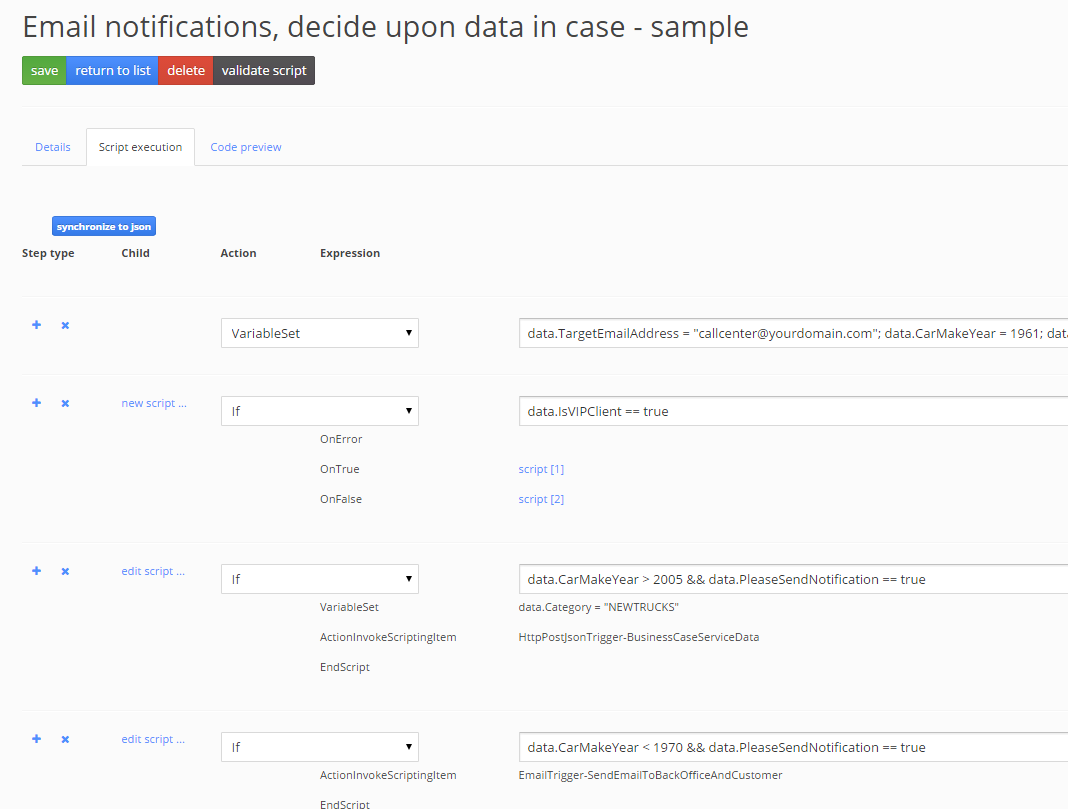 Email notifications, decide upon data in case - sample
save return to list delete validate script
Details Script execution Code preview
synchronize to json
Step type Child Action Expression
VariableSet data.TargetEmailAddress = "callcenter@yourdomain.com"; data.CarMakeYear = 1961; data
new script ... If data.IsVIPClient == true
OnError
OnTrue script [1]
OnFalse script [2]
edit script ... If data.CarMakeYear > 2005 && data.PleaseSendNotification == true
VariableSet data.Category = "NEWTRUCKS"
ActionInvokeScriptingItem HttpPostJsonTrigger-BusinessCaseServiceData
EndScript
edit script ... If data.CarMakeYear < 1970 && data.PleaseSendNotification == true
ActionInvokeScriptingItem EmailTrigger-SendEmailToBackOfficeAndCustomer
EndScript